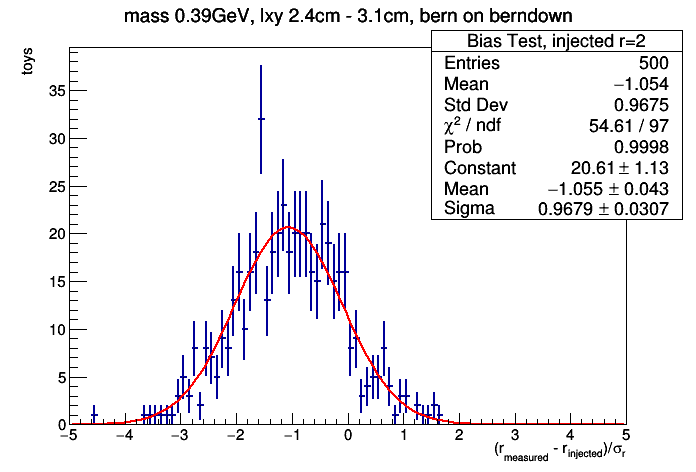 mass 0.39GeV, lxy 2.4cm - 3.1cm, bern on berndown
Bias Test, injected r=2
Entries 500
Mean −1.054
Std Dev 0.9675
χ² / ndf 54.61 / 97
Prob 0.9998
Constant 20.61 ± 1.13
Mean −1.055 ± 0.043
Sigma 0.9679 ± 0.0307
toys
35
30
25
20
15
10
5
0
−5 −4 −3 −2 −1 0 1 2 3 4 5
(r_measured - r_injected)/σ_r